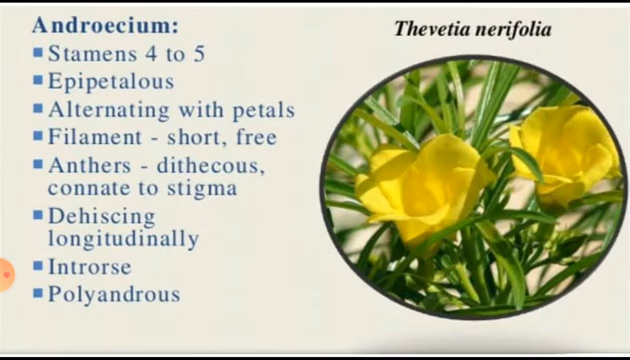 Androecium:
Thevetia nerifolia
Stamens 4 to 5
Epipetalous
Alternating with petals
Filament - short, free
Anthers - dithecous,
connate to stigma
Dehiscing
longitudinally
Introrse
Polyandrous